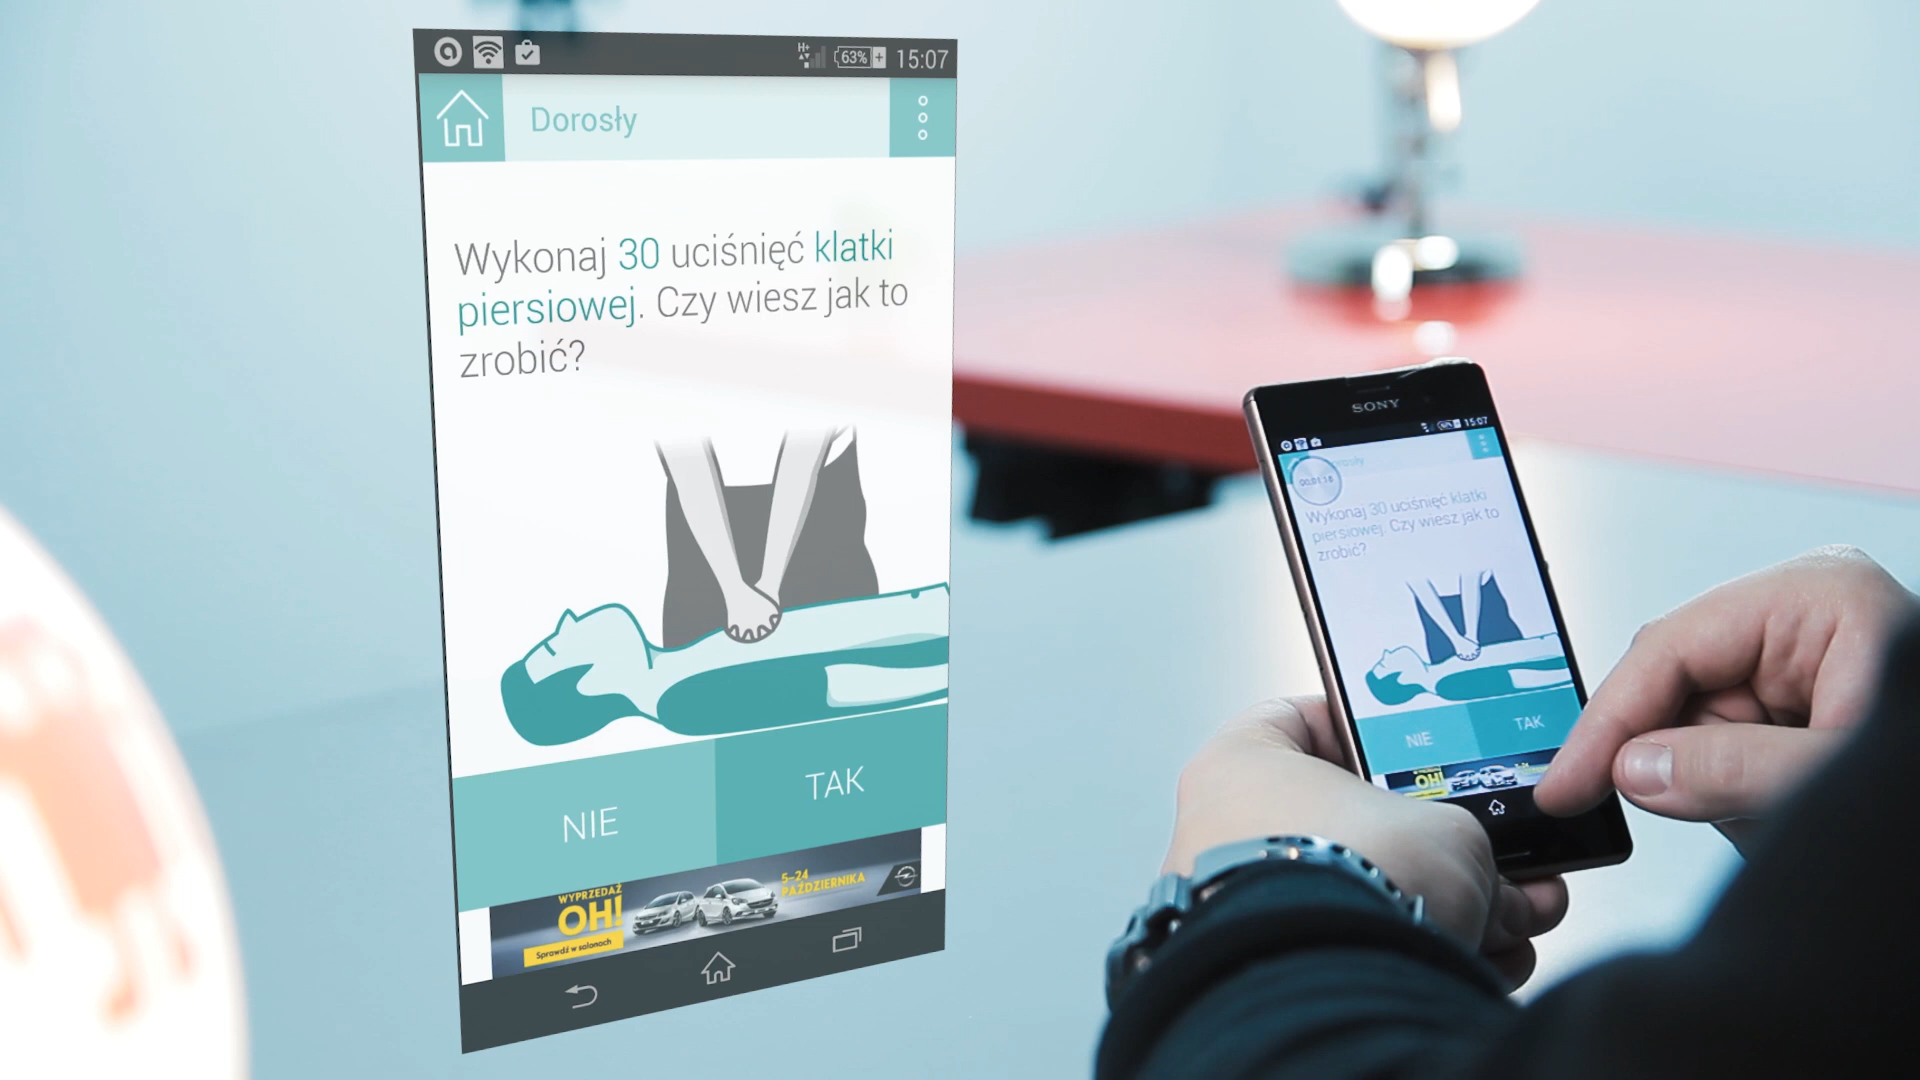 H+
63%
15:07
Dorosły
Wykonaj 30 uciśnięć klatki
piersiowej. Czy wiesz jak to
zrobić?
NIE
TAK
WYPRZEDAŻ
OH!
Sprawdź w salonach
5–24
PAŹDZIERNIKA
SONY
15:07
Dorosły
Wykonaj 30 uciśnięć klatki
piersiowej. Czy wiesz jak to
zrobić?
NIE
TAK
OH!